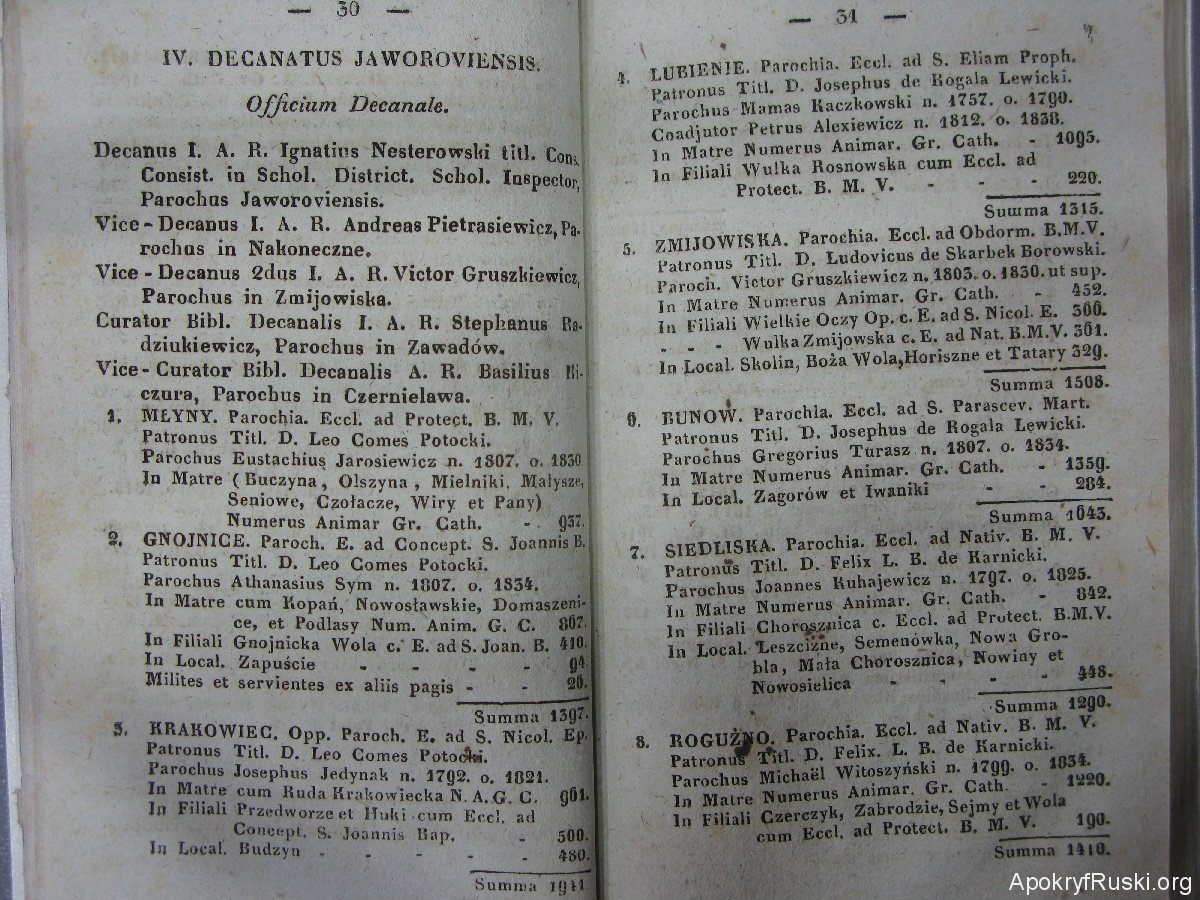 — 30 —
IV. DECANATUS JAWOROVIENSIS.
Officium Decanale.
Decanus I. A. R. Ignatius Nesterowski titl. Cons.
Consist. in Schol. District. Schol. Inspector,
Parochus Jaworoviensis.
Vice - Decanus I. A. R. Andreas Pietrasiewicz, Pa-
rochus in Nakoneczne.
Vice - Decanus 2dus I. A. R. Victor Gruszkiewicz,
Parochus in Zmijowiska.
Curator Bibl. Decanalis I. A. R. Stephanus Ra-
dziukiewicz, Parochus in Zawadów.
Vice - Curator Bibl. Decanalis A. R. Basilius Ki-
czura, Parochus in Czernielawa.
1. MŁYNY. Parochia. Eccl. ad Protect. B. M. V.
Patronus Titl. D. Leo Comes Potocki.
Parochus Eustachius Jarosiewicz n. 1807. o. 1830
In Matre (Buczyna, Olszyna, Mielniki, Małysze,
Seniowe, Czołacze, Wiry et Pany)
Numerus Animar Gr. Cath. - 937.
2. GNOJNICE. Paroch. E. ad Concept. S. Joannis B.
Patronus Titl. D. Leo Comes Potocki.
Parochus Athanasius Sym n. 1807. o. 1834.
In Matre cum Kopań, Nowosławskie, Domaszeni-
ce, et Podlasy Num. Anim. G. C. 867.
In Filiali Gnojnicka Wola c. E. ad S. Joan. B. 410.
In Local. Zapuście - - - - 94.
Milites et servientes ex aliis pagis - - 26.
Summa 1397.
3. KRAKOWIEC. Opp. Paroch. E. ad S. Nicol. Ep.
Patronus Titl. D. Leo Comes Potocki.
Parochus Josephus Jedynak n. 1792. o. 1821.
In Matre cum Ruda Krakowiecka N. A. G. C. 961.
In Filiali Przedworze et Huki cum Eccl. ad
Concept. S. Joannis Bap. - 500.
In Local. Budzyn - - - - - 480.
Summa 1941.
— 31 —
4. LUBIENIE. Parochia. Eccl. ad S. Eliam Proph.
Patronus Titl. D. Josephus de Rogala Lewicki.
Parochus Mamas Kaczkowski n. 1757. o. 1790.
Coadjutor Petrus Alexiewicz n. 1812. o. 1838.
In Matre Numerus Animar. Gr. Cath. - 1095.
In Filiali Wulka Rosnowska cum Eccl. ad
Protect. B. M. V. - - - 220.
Summa 1315.
5. ZMIJOWISKA. Parochia. Eccl. ad Obdorm. B. M. V.
Patronus Titl. D. Ludovicus de Skarbek Borowski.
Paroch. Victor Gruszkiewicz n. 1803. o. 1830. ut sup.
In Matre Numerus Animar. Gr. Cath. - 452.
In Filiali Wielkie Oczy Op. c. E. ad S. Nicol. E. 366.
- - - Wulka Zmijowska c. E. ad Nat. B. M. V. 361.
In Local. Skolin, Boża Wola, Horiszne et Tatary 329.
Summa 1508.
6. BUNOW. Parochia. Eccl. ad S. Parascev. Mart.
Patronus Titl. D. Josephus de Rogala Lewicki.
Parochus Gregorius Turasz n. 1807. o. 1834.
In Matre Numerus Animar. Gr. Cath. - 1359.
In Local. Zagorów et Iwaniki - - 284.
Summa 1643.
7. SIEDLISKA. Parochia. Eccl. ad Nativ. B. M. V.
Patronus Titl. D. Felix L. B. de Karnicki.
Parochus Joannes Kuhajewicz n. 1797. o. 1825.
In Matre Numerus Animar. Gr. Cath. - 842.
In Filiali Chorosznica c. Eccl. ad Protect. B. M. V.
In Local. Leszcizne, Semenówka, Nowa Gro-
bla, Mała Chorosznica, Nowiny et
Nowosielica - - - - - 448.
Summa 1290.
8. ROGUŻNO. Parochia. Eccl. ad Nativ. B. M. V.
Patronus Titl. D. Felix. L. B. de Karnicki.
Parochus Michaël Witoszyński n. 1799. o. 1834.
In Matre Numerus Animar. Gr. Cath. - 1220.
In Filiali Czerczyk, Zabrodzie, Sejmy et Wola
cum Eccl. ad Protect. B. M. V. 190.
Summa 1410.
ApokryfRuski.org